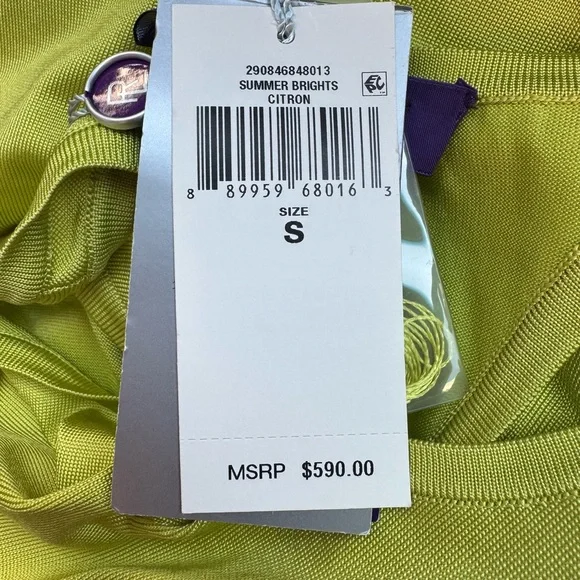 290846848013
SUMMER BRIGHTS
CITRON
8 89959 68016 3
SIZE
S
MSRP $590.00
R